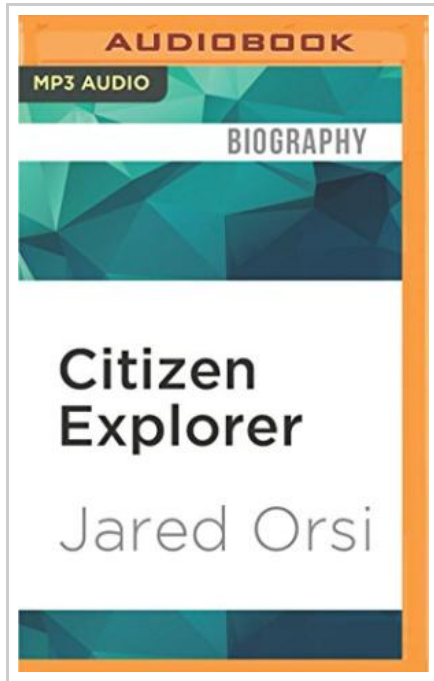 AUDIOBOOK
MP3 AUDIO
BIOGRAPHY
Citizen
Explorer
Jared Orsi